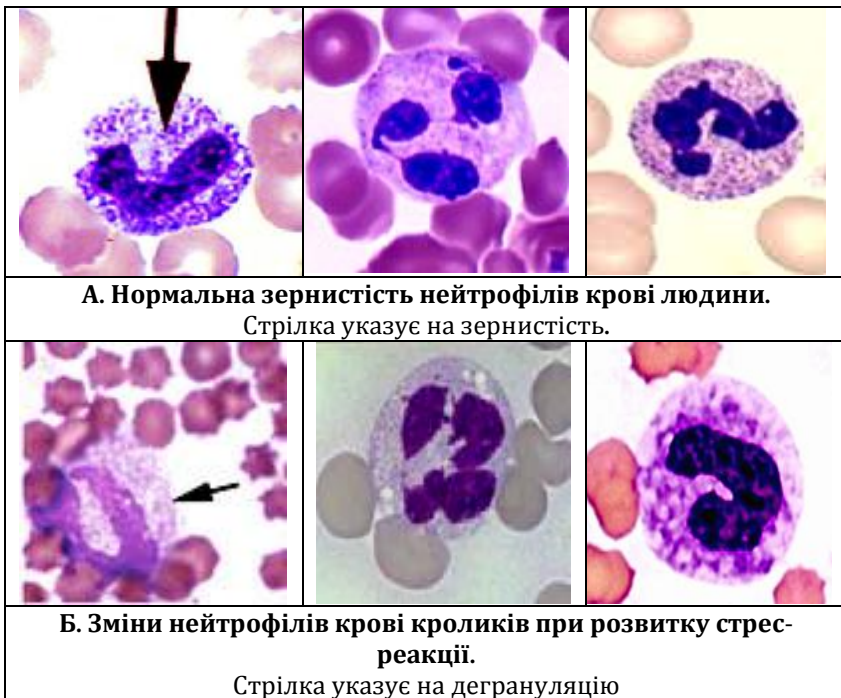 А. Нормальна зернистість нейтрофілів крові людини.
Стрілка указує на зернистість.
Б. Зміни нейтрофілів крові кроликів при розвитку стрес-
реакції.
Стрілка указує на дегрануляцію